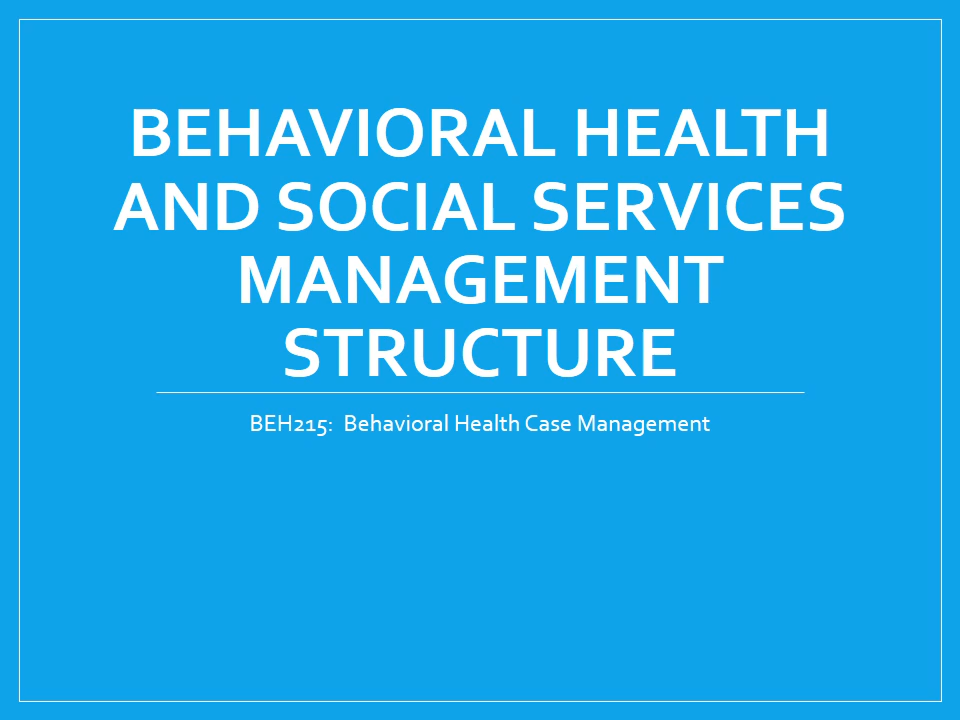 BEHAVIORAL HEALTH
AND SOCIAL SERVICES
MANAGEMENT
STRUCTURE
BEH215:  Behavioral Health Case Management